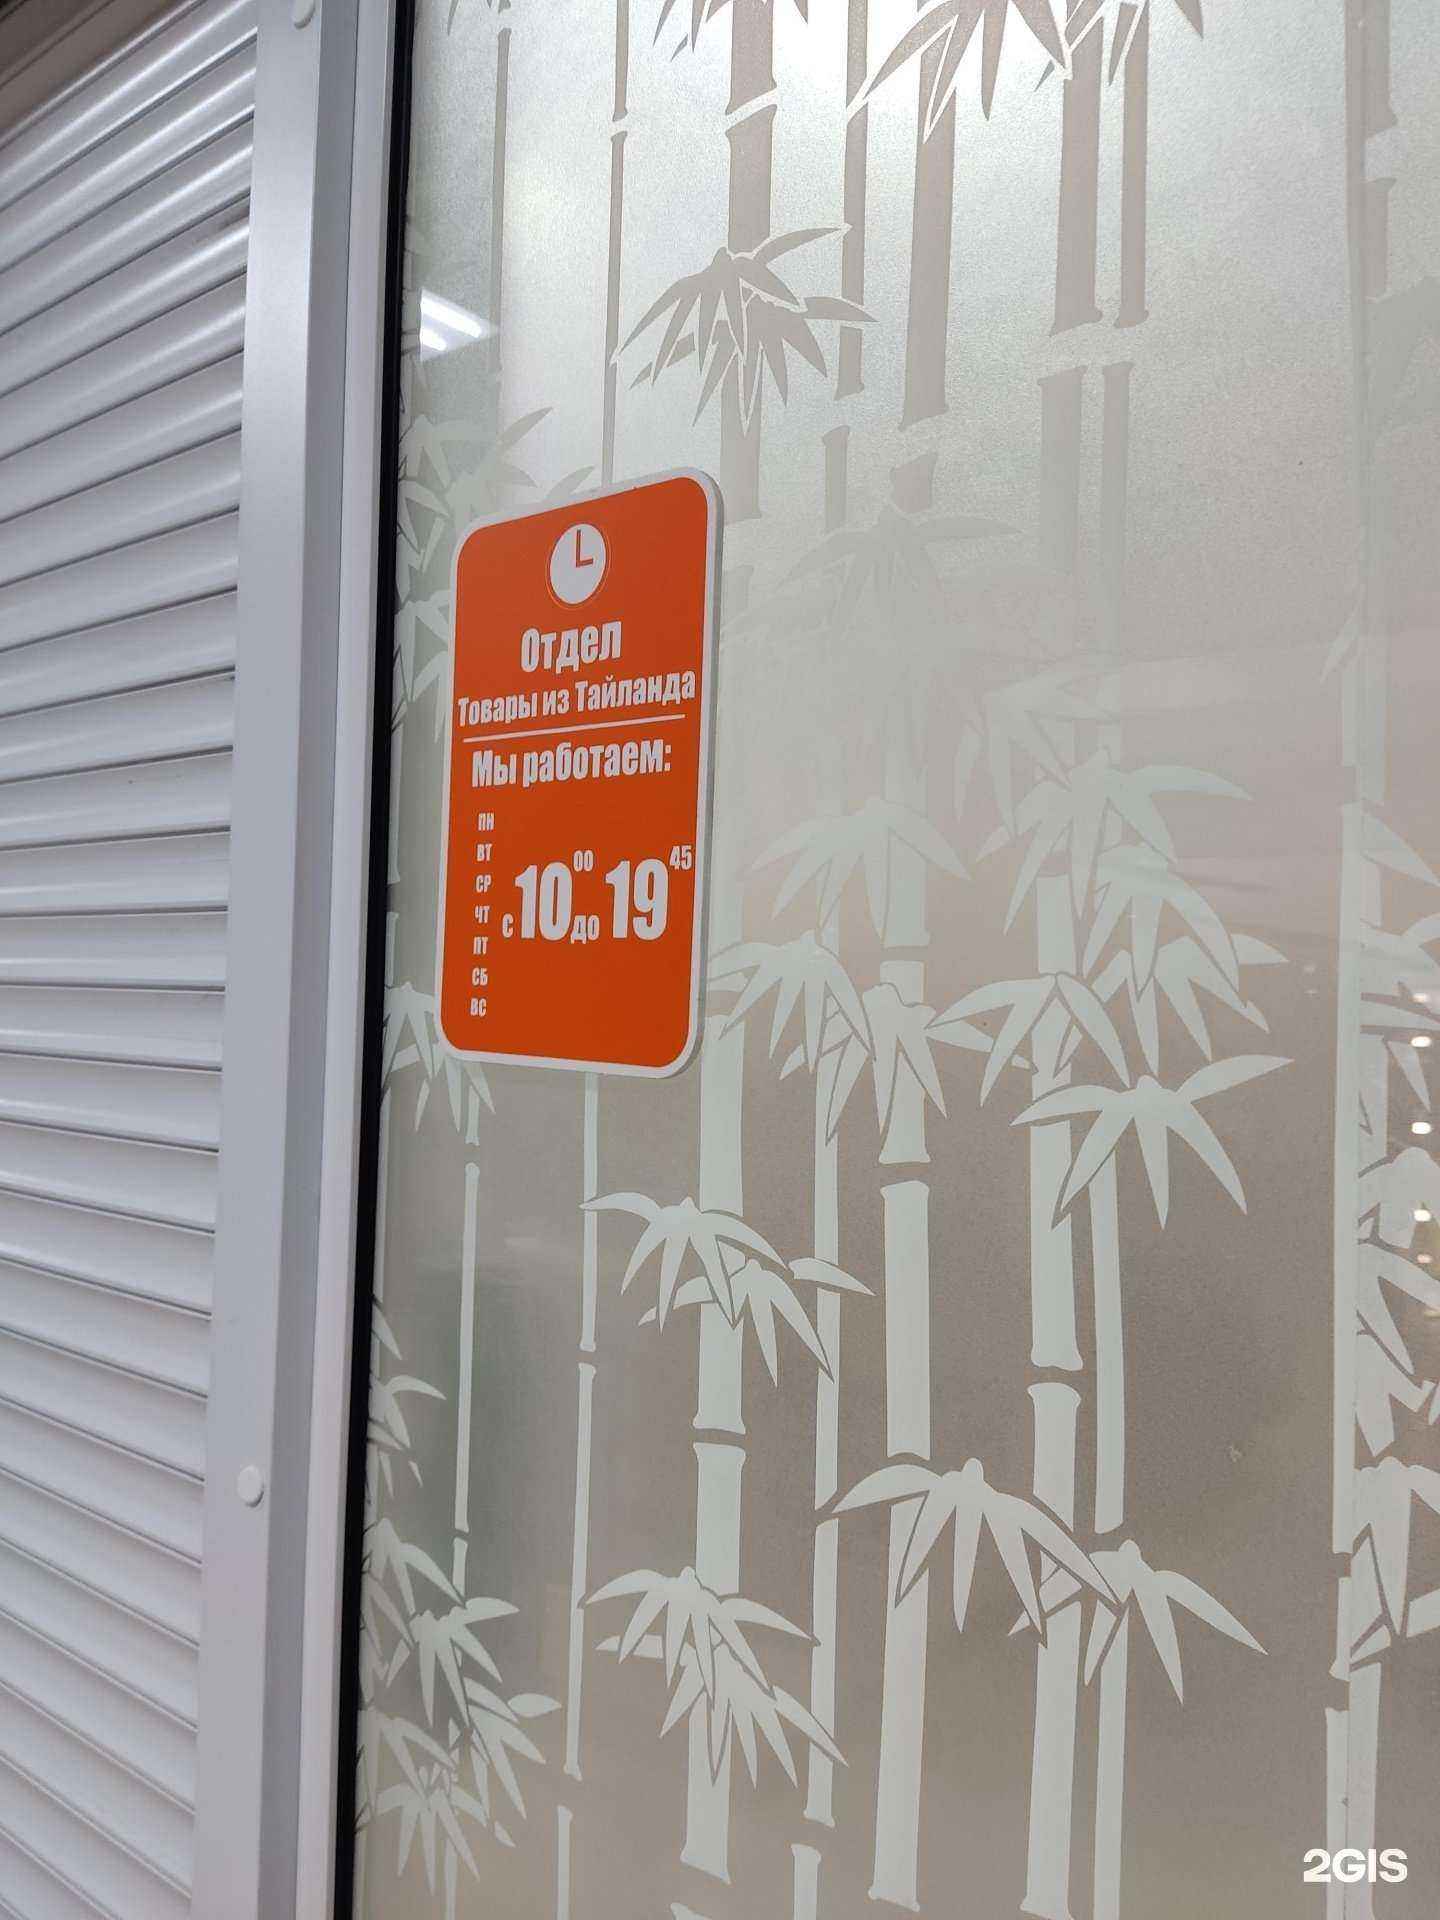 Отдел
Товары из Тайланда
Мы работаем:
пн
вт
ср
чт
пт
сб
вс
с 10 00 до 19 45
2GIS